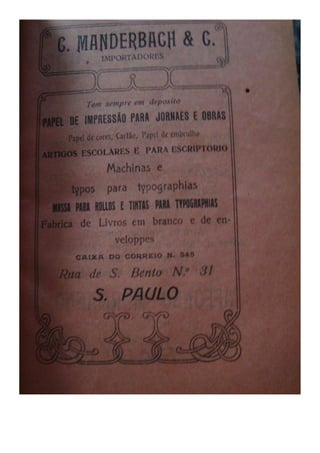 C. MANDERBACH & C.
IMPORTADORES
Tem sempre em deposito
PAPEL DE IMPRESSÃO PARA JORNAES E OBRAS
Papel de cores, Cartão, Papel de embrulho
ARTIGOS ESCOLARES E PARA ESCRIPTORIO
Machinas e
typos para typographias
MASSA PARA ROLLOS E TINTAS PARA TYPOGRAPHIAS
Fabrica de Livros em branco e de en-
veloppes
CAIXA DO CORREIO N. 545
Rua de S. Bento N.º 31
S. PAULO